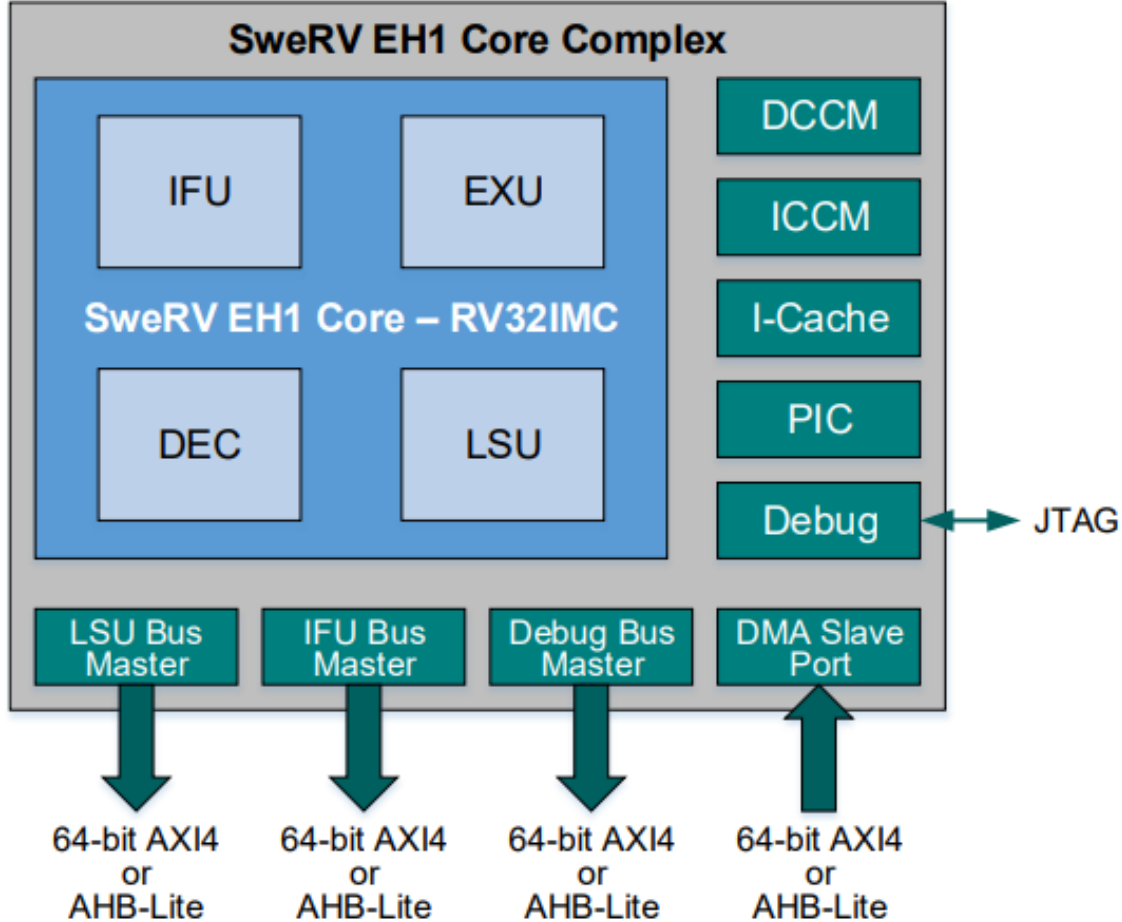 SweRV EH1 Core Complex
IFU
EXU
SweRV EH1 Core – RV32IMC
DEC
LSU
DCCM
ICCM
I-Cache
PIC
Debug
JTAG
LSU Bus
Master
IFU Bus
Master
Debug Bus
Master
DMA Slave
Port
64-bit AXI4
or
AHB-Lite
64-bit AXI4
or
AHB-Lite
64-bit AXI4
or
AHB-Lite
64-bit AXI4
or
AHB-Lite